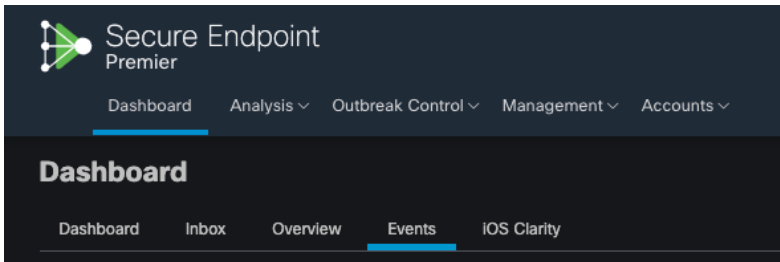 Secure Endpoint
Premier
Dashboard Analysis Outbreak Control Management Accounts
Dashboard
Dashboard Inbox Overview Events iOS Clarity